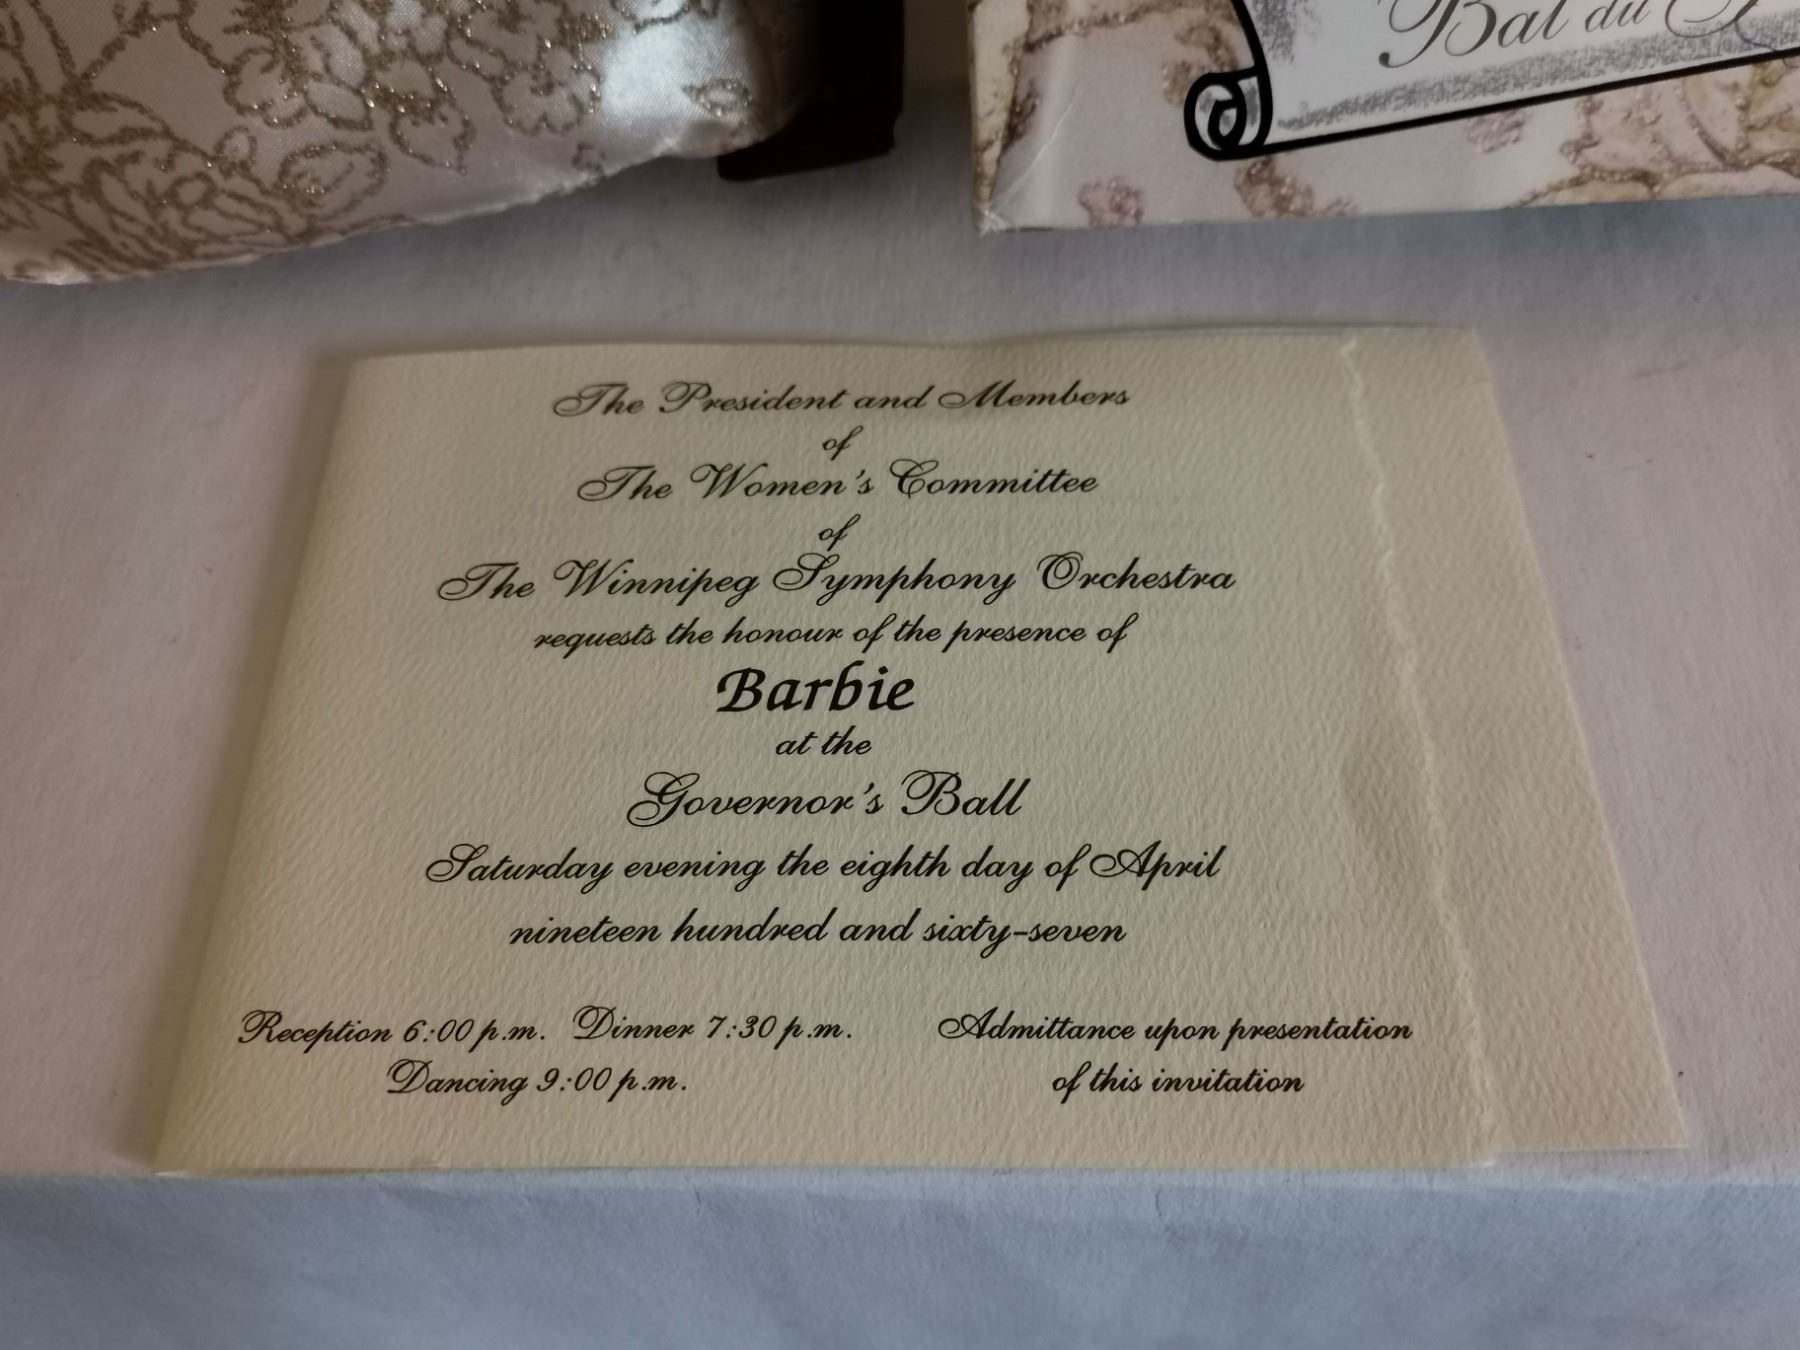 Bal du
The President and Members
of
The Women's Committee
of
The Winnipeg Symphony Orchestra
requests the honour of the presence of
Barbie
at the
Governor's Ball
Saturday evening the eighth day of April
nineteen hundred and sixty-seven
Reception 6:00 p.m. Dinner 7:30 p.m.
Dancing 9:00 p.m.
Admittance upon presentation
of this invitation